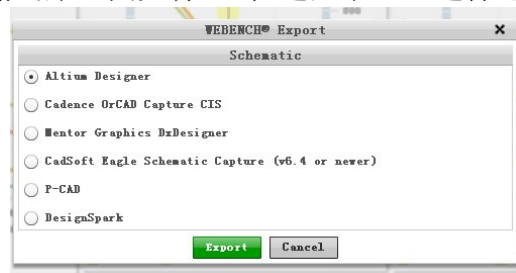 WEBENCH® Export
Schematic
Altium Designer
Cadence OrCAD Capture CIS
Mentor Graphics DxDesigner
CadSoft Eagle Schematic Capture (v6.4 or newer)
P-CAD
DesignSpark
Export
Cancel